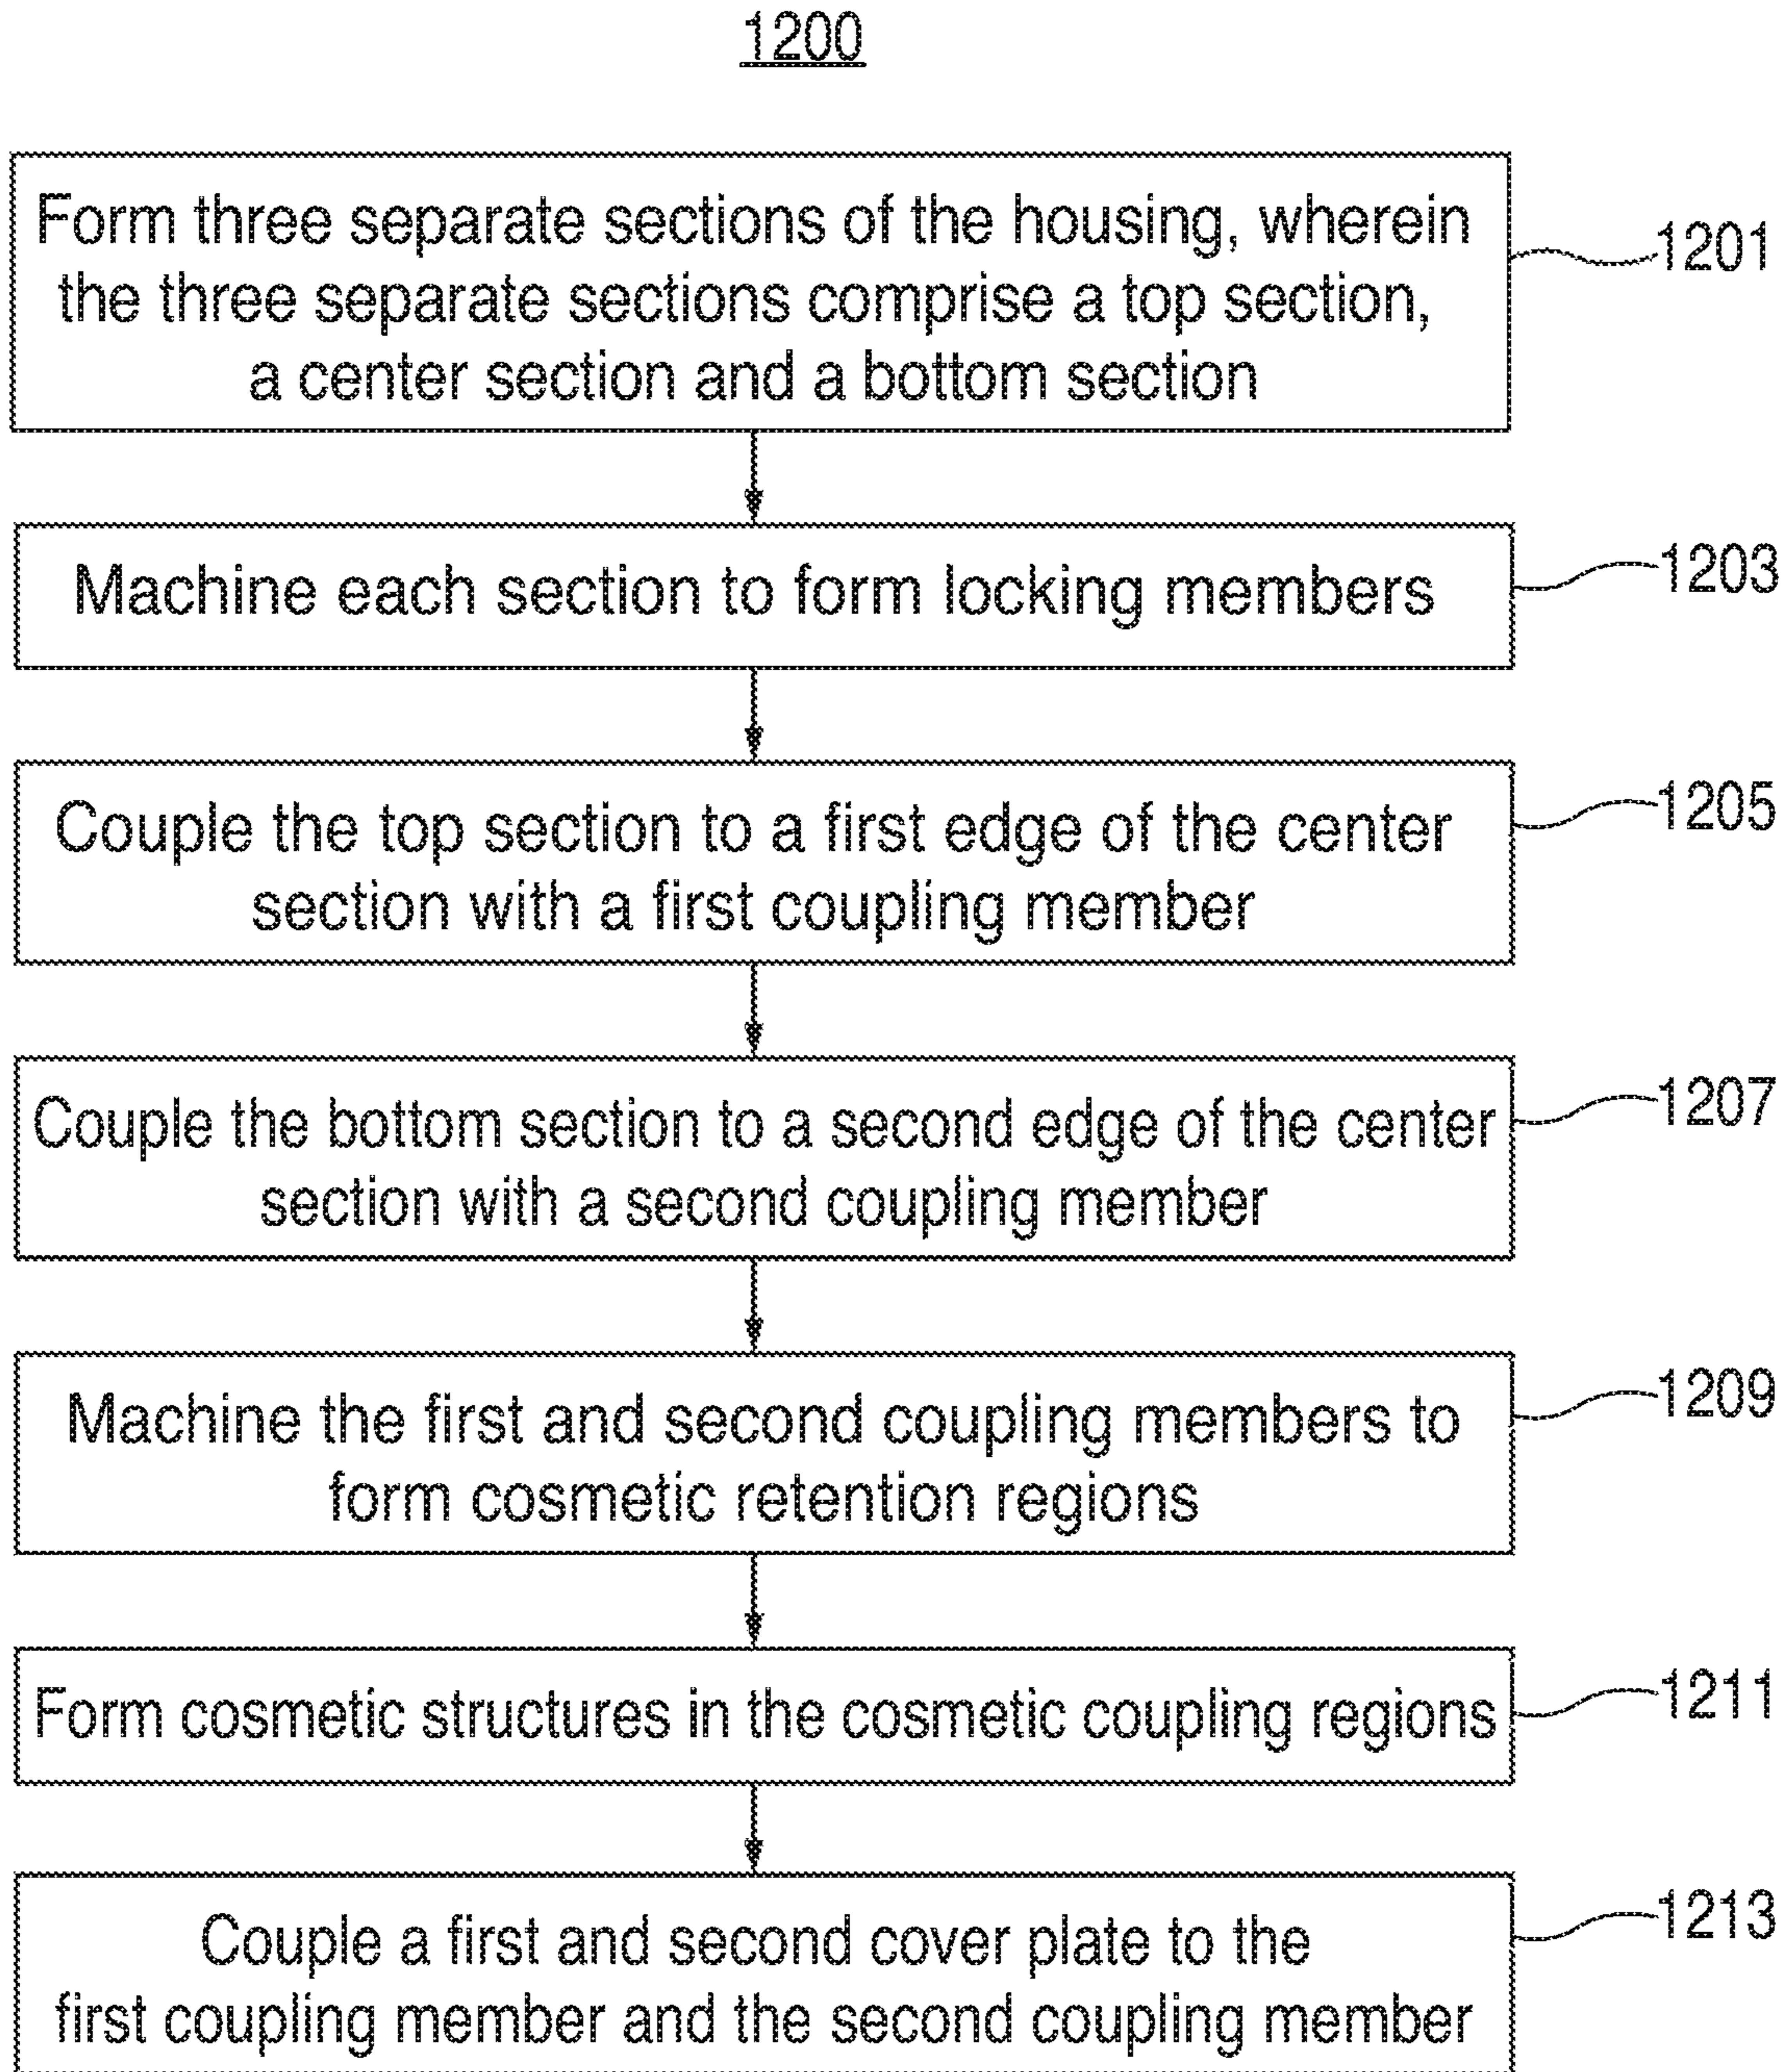 1200
Form three separate sections of the housing, wherein
the three separate sections comprise a top section,
a center section and a bottom section
1201
Machine each section to form locking members
1203
Couple the top section to a first edge of the center
section with a first coupling member
1205
Couple the bottom section to a second edge of the center
section with a second coupling member
1207
Machine the first and second coupling members to
form cosmetic retention regions
1209
Form cosmetic structures in the cosmetic coupling regions
1211
Couple a first and second cover plate to the
first coupling member and the second coupling member
1213